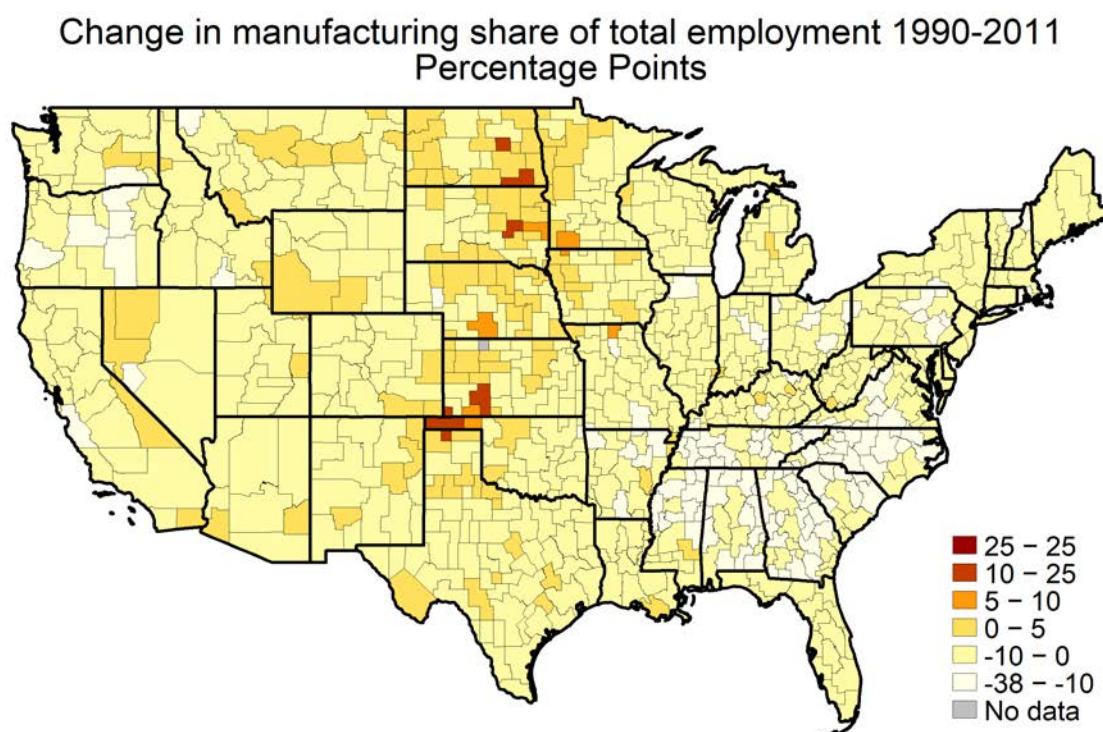 Change in manufacturing share of total employment 1990-2011
Percentage Points
25 − 25
10 − 25
5 − 10
0 − 5
-10 − 0
-38 − -10
No data